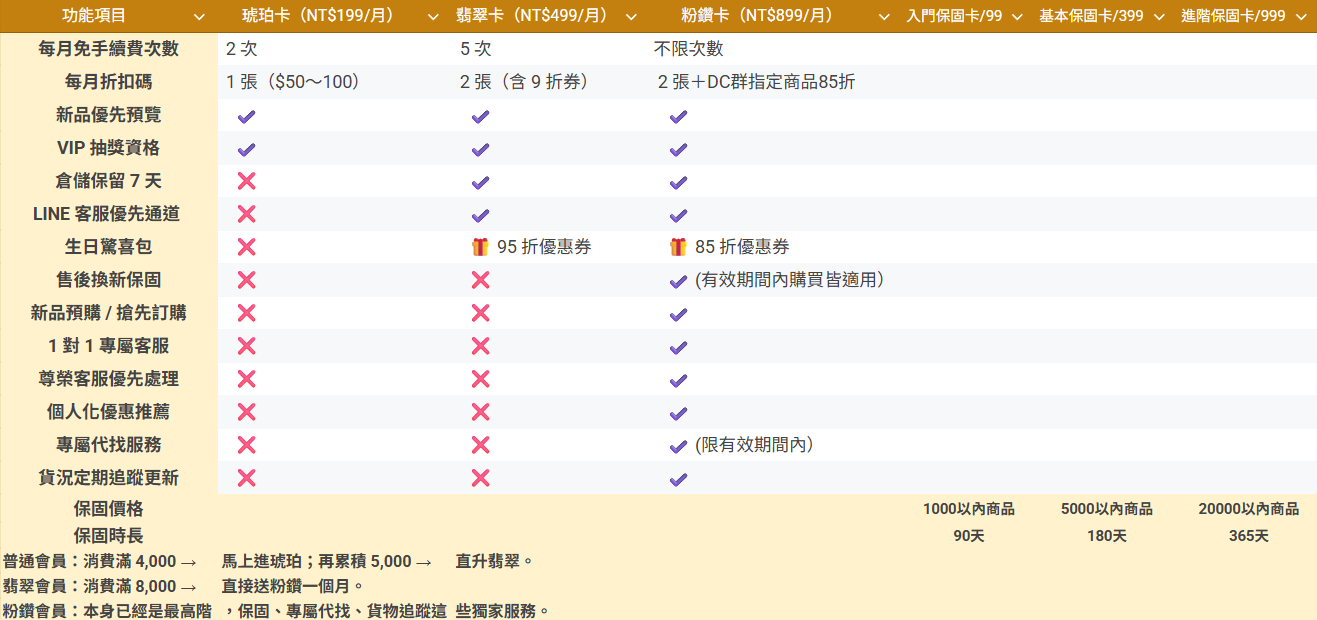 功能項目 琥珀卡（NT$199/月） 翡翠卡（NT$499/月） 粉鑽卡（NT$899/月） 入門保固卡/99 基本保固卡/399 進階保固卡/999
每月免手續費次數 2 次 5 次 不限次數
每月折扣碼 1 張（$50～100） 2 張（含 9 折券） 2 張＋DC群指定商品85折
新品優先預覽 ✔ ✔ ✔
VIP 抽獎資格 ✔ ✔ ✔
倉儲保留 7 天 ❌ ✔ ✔
LINE 客服優先通道 ❌ ✔ ✔
生日驚喜包 ❌ 🎁 95 折優惠券 🎁 85 折優惠券
售後換新保固 ❌ ❌ ✔ (有效期間內購買皆適用）
新品預購 / 搶先訂購 ❌ ❌ ✔
1 對 1 專屬客服 ❌ ❌ ✔
尊榮客服優先處理 ❌ ❌ ✔
個人化優惠推薦 ❌ ❌ ✔
專屬代找服務 ❌ ❌ ✔ (限有效期間內）
貨況定期追蹤更新 ❌ ❌ ✔
保固價格 1000以內商品 5000以內商品 20000以內商品
保固時長 90天 180天 365天
普通會員：消費滿 4,000 → 馬上進琥珀；再累積 5,000 → 直升翡翠。
翡翠會員：消費滿 8,000 → 直接送粉鑽一個月。
粉鑽會員：本身已經是最高階 ，保固、專屬代找、貨物追蹤這 些獨家服務。